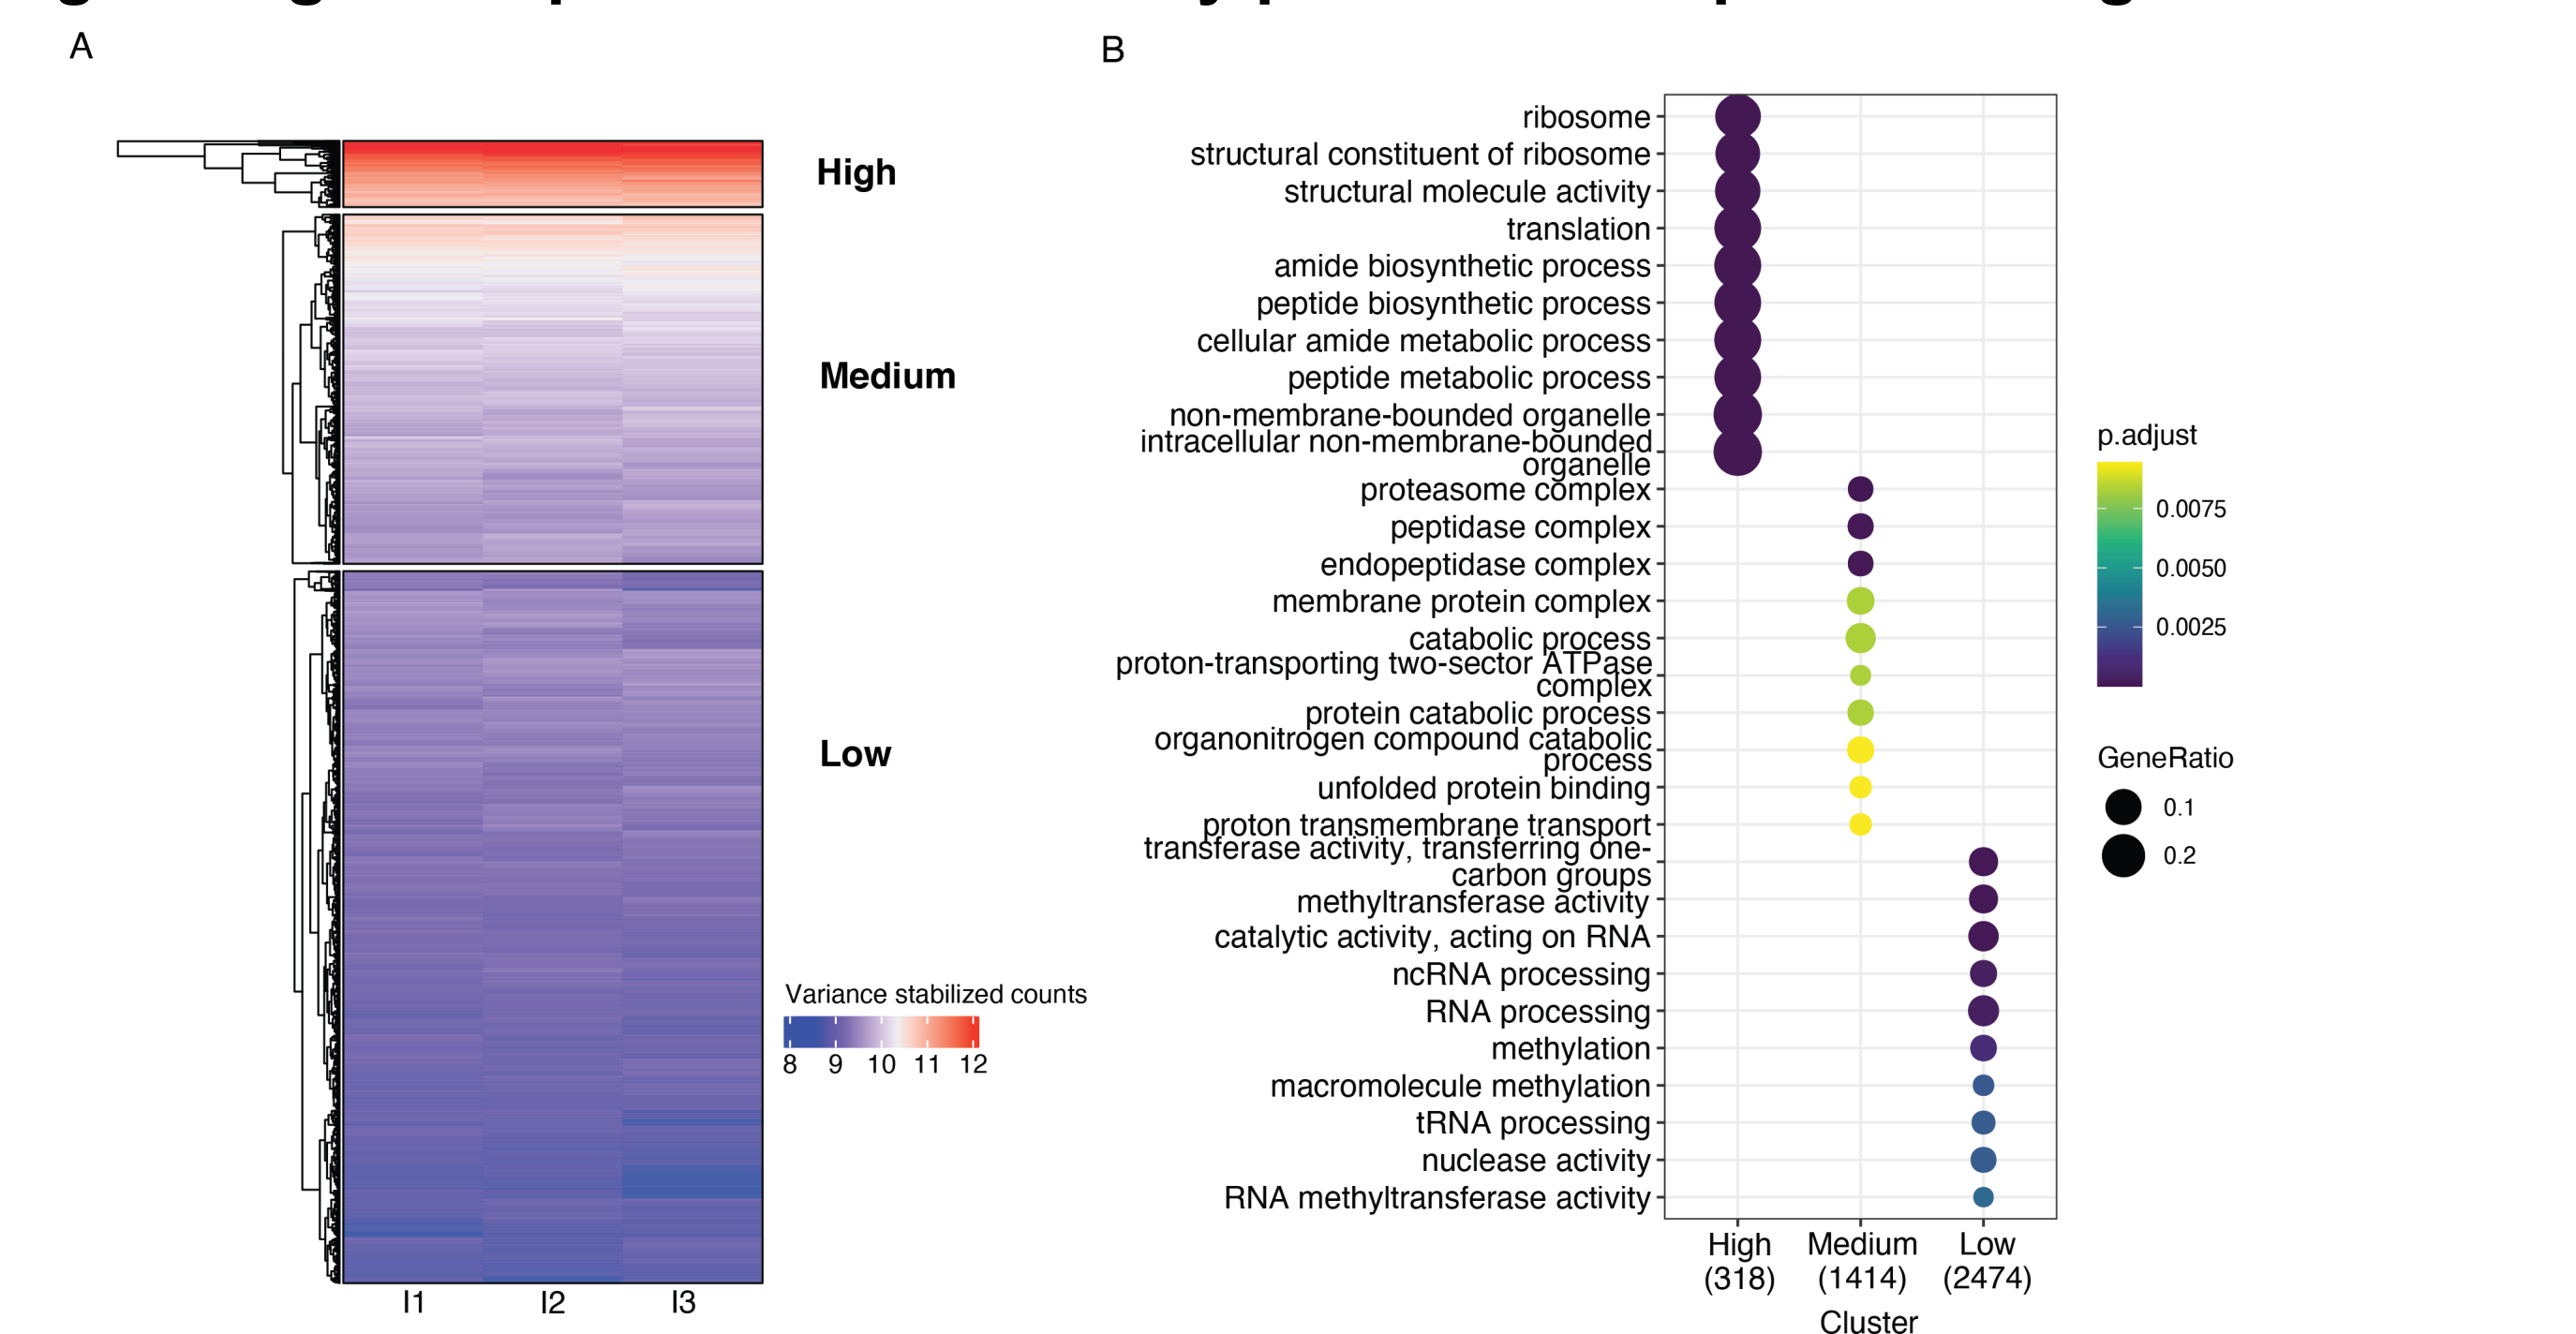 A
B
High
Medium
Low
Variance stabilized counts
8 9 10 11 12
I1 I2 I3
ribosome
structural constituent of ribosome
structural molecule activity
translation
amide biosynthetic process
peptide biosynthetic process
cellular amide metabolic process
peptide metabolic process
non-membrane-bounded organelle
intracellular non-membrane-bounded
organelle
proteasome complex
peptidase complex
endopeptidase complex
membrane protein complex
catabolic process
proton-transporting two-sector ATPase
complex
protein catabolic process
organonitrogen compound catabolic
process
unfolded protein binding
proton transmembrane transport
transferase activity, transferring one-
carbon groups
methyltransferase activity
catalytic activity, acting on RNA
ncRNA processing
RNA processing
methylation
macromolecule methylation
tRNA processing
nuclease activity
RNA methyltransferase activity
High Medium Low
(318) (1414) (2474)
Cluster
p.adjust
0.0075
0.0050
0.0025
GeneRatio
0.1
0.2